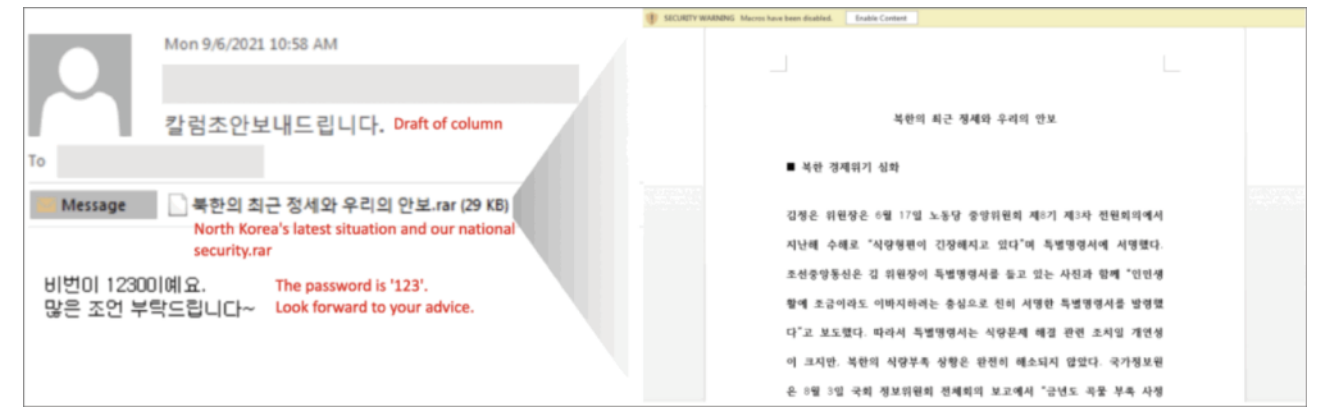 Mon 9/6/2021 10:58 AM
칼럼초안보내드립니다. Draft of column
To
Message
북한의 최근 정세와 우리의 안보.rar (29 KB)
North Korea's latest situation and our national
security.rar
비번이 1230이예요. The password is '123'.
많은 조언 부탁드립니다~ Look forward to your advice.
SECURITY WARNING Macros have been disabled. Enable Content
북한의 최근 정세와 우리의 안보
■ 북한 경제위기 심화
김정은 위원장은 6월 17일 노동당 중앙위원회 제8기 제3차 전원회의에서
지난해 수해로 "식량형편이 긴장해지고 있다"며 특별명령서에 서명했다.
조선중앙통신은 김 위원장이 특별명령서를 들고 있는 사진과 함께 "인민생
활에 조금이라도 이바지하려는 충심으로 친히 서명한 특별명령서를 발령했
다"고 보도했다. 따라서 특별명령서는 식량문제 해결 관련 조치일 개연성
이 크지만. 북한의 식량부족 상황은 완전히 해소되지 않았다. 국가정보원
은 8월 3일 국회 정보위원회 전체회의 보고에서 "금년도 곡물 부족 사정